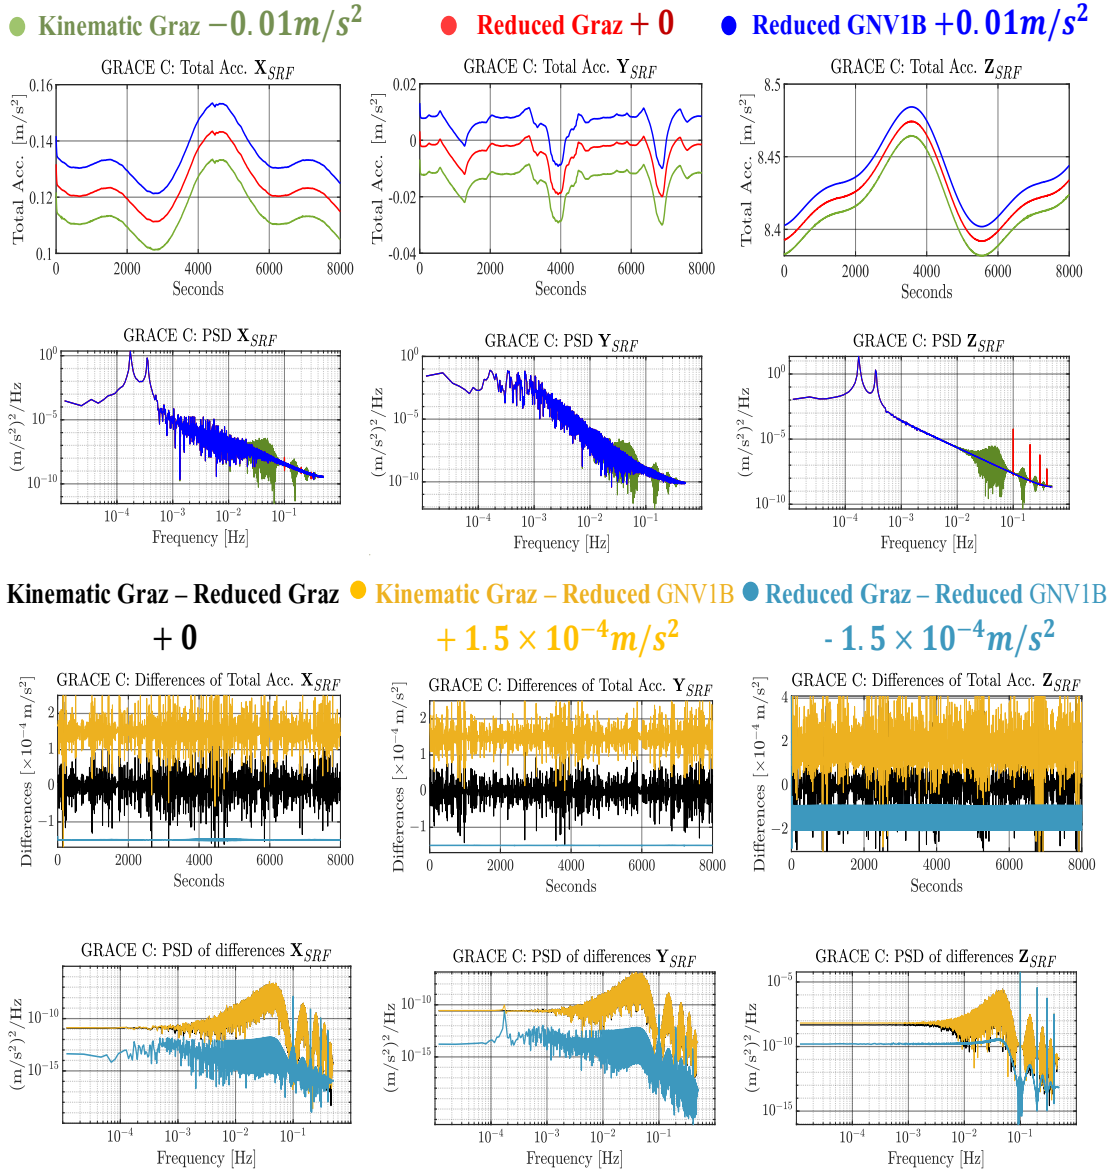 Kinematic Graz −0.01m/s²
Reduced Graz + 0
Reduced GNV1B +0.01m/s²
GRACE C: Total Acc. X_SRF
0.16
0.14
0.12
0.1
0 2000 4000 6000 8000
Total Acc. [m/s²]
Seconds
GRACE C: Total Acc. Y_SRF
0.02
0
-0.02
-0.04
0 2000 4000 6000 8000
Total Acc. [m/s²]
Seconds
GRACE C: Total Acc. Z_SRF
8.5
8.45
8.4
0 2000 4000 6000 8000
Total Acc. [m/s²]
Seconds
GRACE C: PSD X_SRF
10⁰
10⁻⁵
10⁻¹⁰
10⁻⁴ 10⁻³ 10⁻² 10⁻¹
(m/s²)²/Hz
Frequency [Hz]
GRACE C: PSD Y_SRF
10⁰
10⁻⁵
10⁻¹⁰
10⁻⁴ 10⁻³ 10⁻² 10⁻¹
(m/s²)²/Hz
Frequency [Hz]
GRACE C: PSD Z_SRF
10⁰
10⁻⁵
10⁻¹⁰
10⁻⁴ 10⁻³ 10⁻² 10⁻¹
(m/s²)²/Hz
Frequency [Hz]
Kinematic Graz – Reduced Graz
+ 0
Kinematic Graz – Reduced GNV1B
+ 1.5 × 10⁻⁴m/s²
Reduced Graz – Reduced GNV1B
- 1.5 × 10⁻⁴m/s²
GRACE C: Differences of Total Acc. X_SRF
2
1
0
−1
0 2000 4000 6000 8000
Differences [×10⁻⁴ m/s²]
Seconds
GRACE C: Differences of Total Acc. Y_SRF
2
1
0
−1
0 2000 4000 6000 8000
Differences [×10⁻⁴ m/s²]
Seconds
GRACE C: Differences of Total Acc. Z_SRF
4
2
0
−2
0 2000 4000 6000 8000
Differences [×10⁻⁴ m/s²]
Seconds
GRACE C: PSD of differences X_SRF
10⁻¹⁰
10⁻¹⁵
10⁻⁴ 10⁻³ 10⁻² 10⁻¹
(m/s²)²/Hz
Frequency [Hz]
GRACE C: PSD of differences Y_SRF
10⁻¹⁰
10⁻¹⁵
10⁻⁴ 10⁻³ 10⁻² 10⁻¹
(m/s²)²/Hz
Frequency [Hz]
GRACE C: PSD of differences Z_SRF
10⁻⁵
10⁻¹⁰
10⁻¹⁵
10⁻⁴ 10⁻³ 10⁻² 10⁻¹
(m/s²)²/Hz
Frequency [Hz]